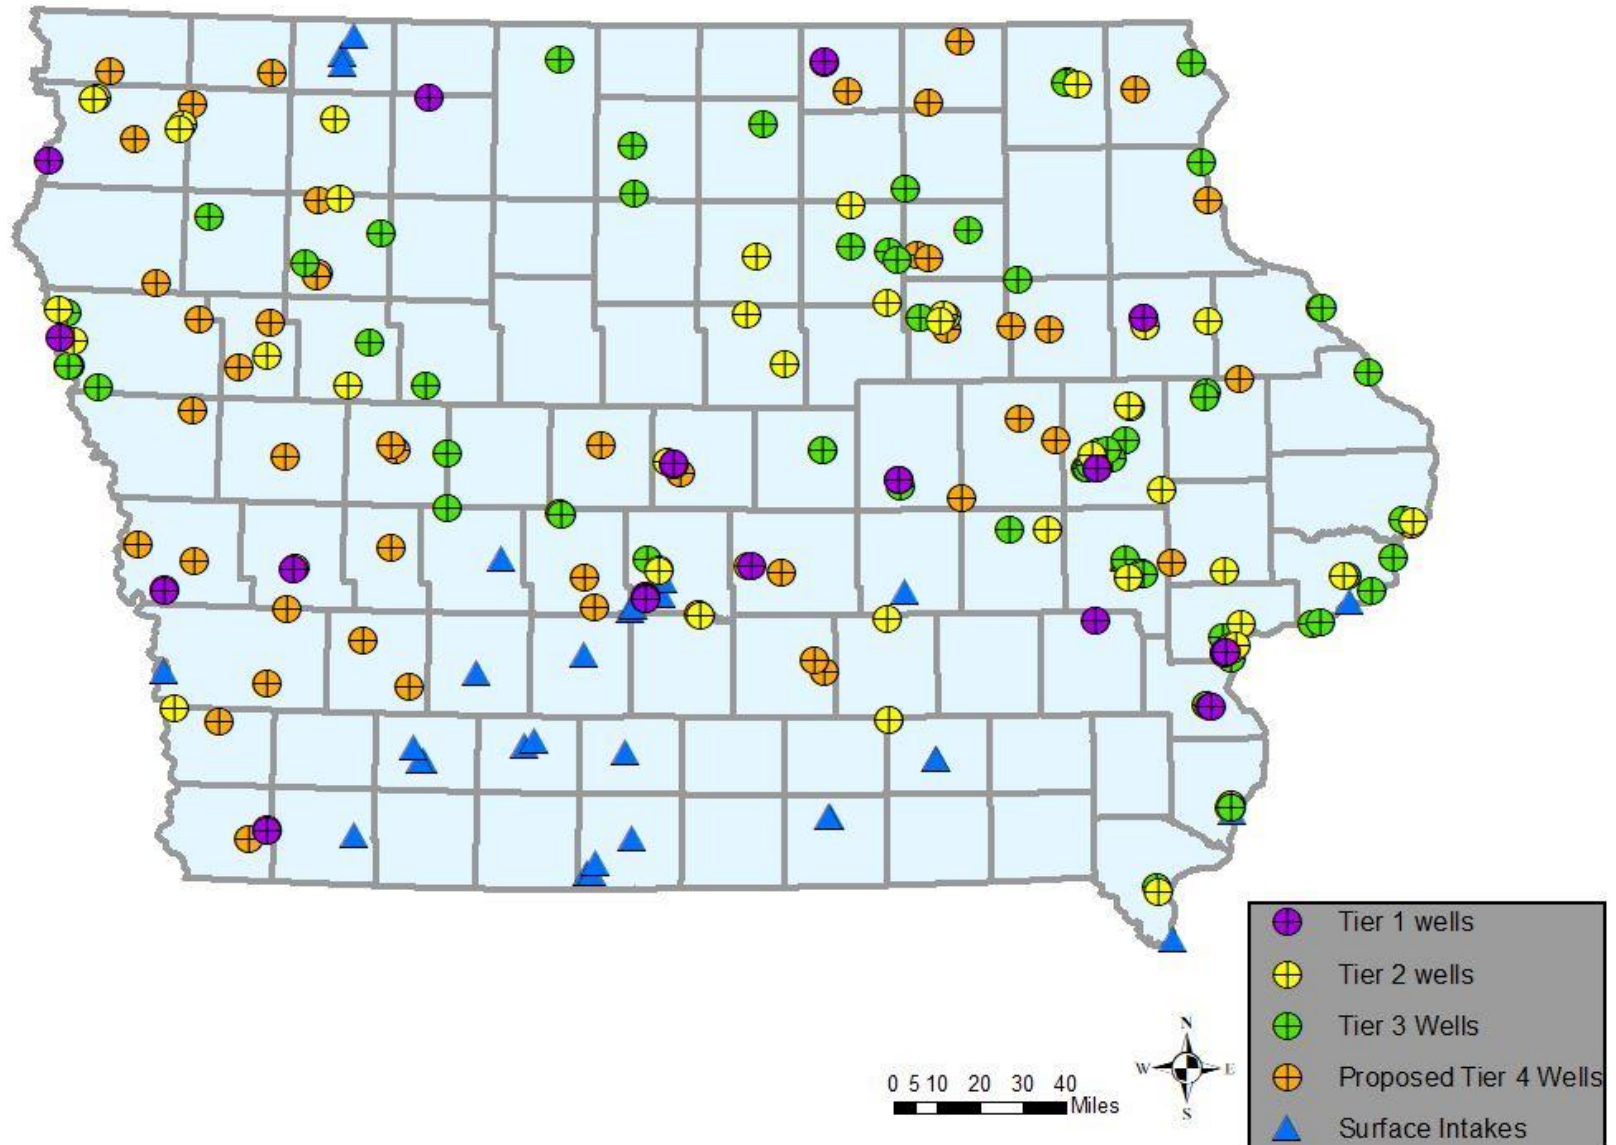 Tier 1 wells
Tier 2 wells
Tier 3 Wells
Proposed Tier 4 Wells
Surface Intakes
N
W E
S
0 5 10 20 30 40
Miles